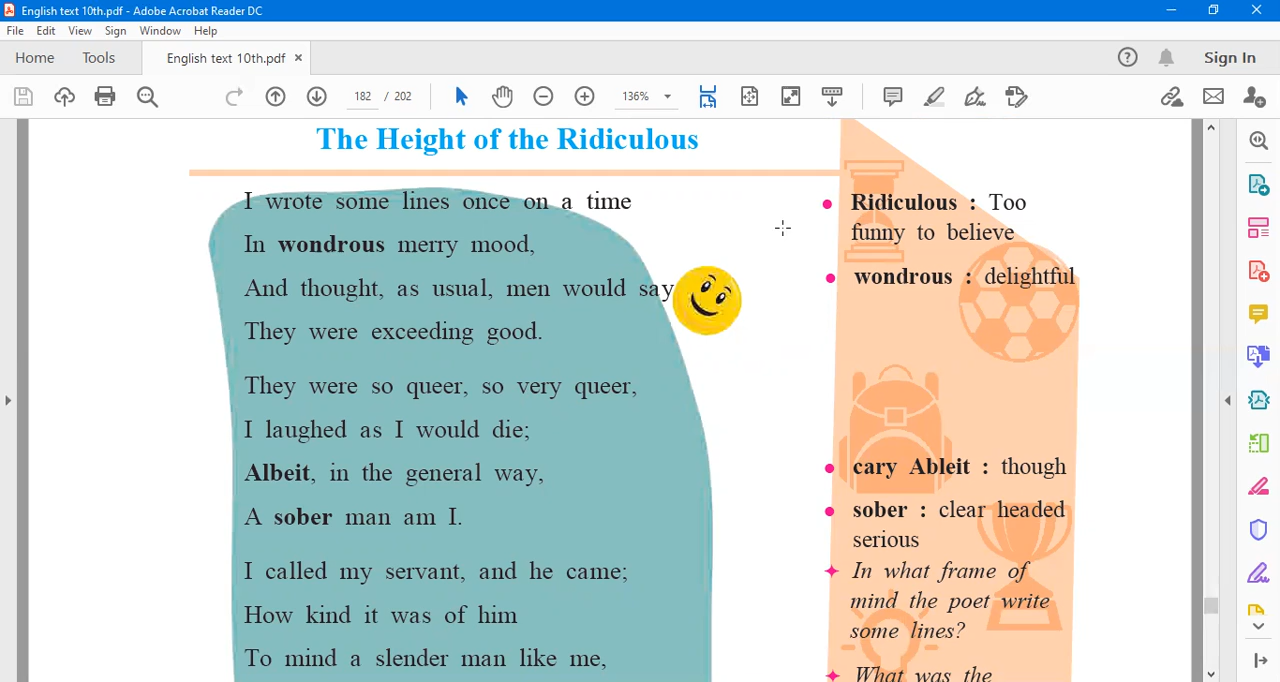 English text 10th.pdf - Adobe Acrobat Reader DC
File Edit View Sign Window Help
Home Tools English text 10th.pdf × Sign In
182 / 202 136%
The Height of the Ridiculous
I wrote some lines once on a time
In wondrous merry mood,
And thought, as usual, men would say
They were exceeding good.
They were so queer, so very queer,
I laughed as I would die;
Albeit, in the general way,
A sober man am I.
I called my servant, and he came;
How kind it was of him
To mind a slender man like me,
Ridiculous : Too
funny to believe
wondrous : delightful
cary Ableit : though
sober : clear headed
serious
In what frame of
mind the poet write
some lines?
What was the